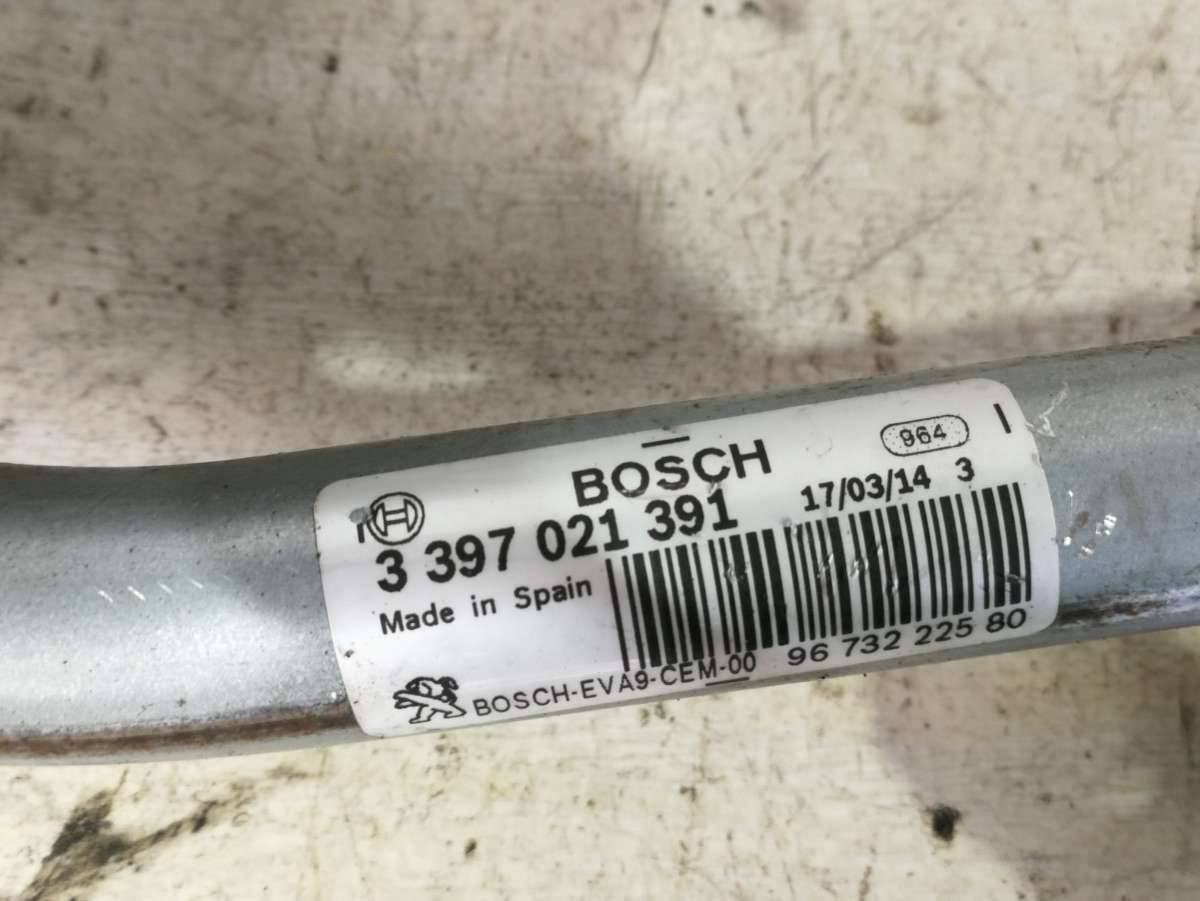 BOSCH
964 I
3 397 021 391
17/03/14 3
Made in Spain
96 732 225 80
BOSCH-EVA9-CEM-00